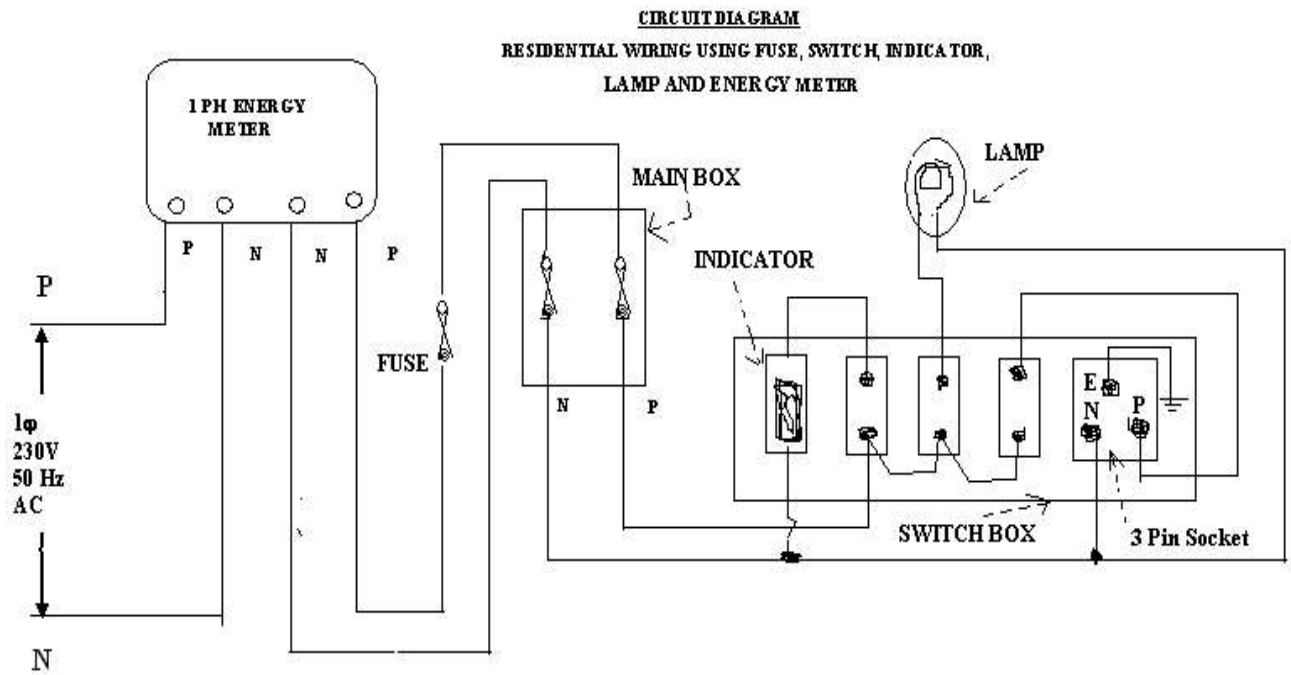 CIRCUIT DIAGRAM
RESIDENTIAL WIRING USING FUSE, SWITCH, INDICATOR,
LAMP AND ENERGY METER
1 PH ENERGY
METER
P
N
N
P
P
FUSE
MAIN BOX
N
P
INDICATOR
LAMP
E
N
P
SWITCH BOX
3 Pin Socket
1φ
230V
50 Hz
AC
N